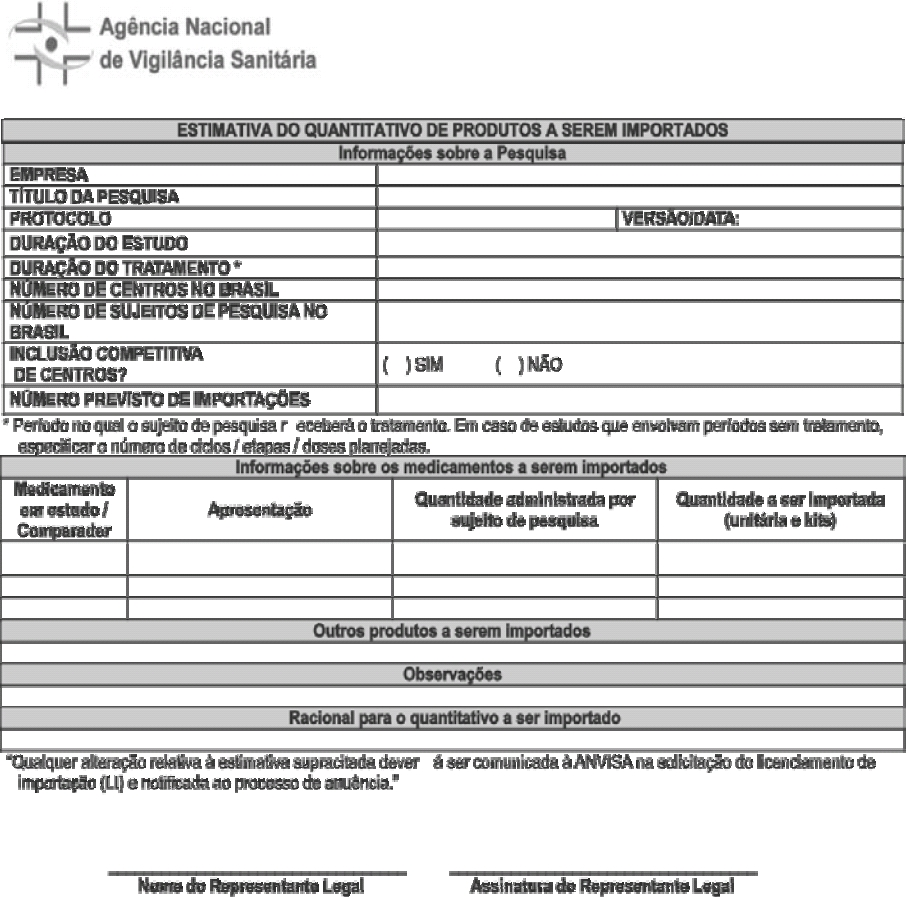 Agência Nacional
de Vigilância Sanitária
ESTIMATIVA DO QUANTITATIVO DE PRODUTOS A SEREM IMPORTADOS
Informações sobre a Pesquisa
EMPRESA
TÍTULO DA PESQUISA
PROTOCOLO VERSÃO/DATA:
DURAÇÃO DO ESTUDO
DURAÇÃO DO TRATAMENTO *
NÚMERO DE CENTROS NO BRASIL
NÚMERO DE SUJEITOS DE PESQUISA NO
BRASIL
INCLUSÃO COMPETITIVA
DE CENTROS?
( ) SIM ( ) NÃO
NÚMERO PREVISTO DE IMPORTAÇÕES
* Período no qual o sujeito de pesquisa r eceberá o tratamento. Em caso de estudos que envolvam períodos sem tratamento,
especificar o número de ciclos / etapas / doses planejadas.
Informações sobre os medicamentos a serem importados
Medicamento
em estudo /
Comparador
Apresentação
Quantidade administrada por
sujeito de pesquisa
Quantidade a ser importada
(unitária e kits)
Outros produtos a serem importados
Observações
Racional para o quantitativo a ser importado
"Qualquer alteração relativa à estimativa supracitada dever á ser comunicada à ANVISA na solicitação do licenciamento de
importação (LI) e notificada ao processo de anuência."
Nome do Representante Legal
Assinatura do Representante Legal